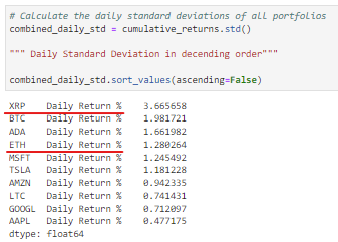 # Calculate the daily standard deviations of all portfolios
combined_daily_std = cumulative_returns.std()
""" Daily Standard Deviation in decending order"""
combined_daily_std.sort_values(ascending=False)
XRP Daily Return % 3.665658
BTC Daily Return % 1.981721
ADA Daily Return % 1.661982
ETH Daily Return % 1.280264
MSFT Daily Return % 1.245492
TSLA Daily Return % 1.181228
AMZN Daily Return % 0.942335
LTC Daily Return % 0.741431
GOOGL Daily Return % 0.712097
AAPL Daily Return % 0.477175
dtype: float64